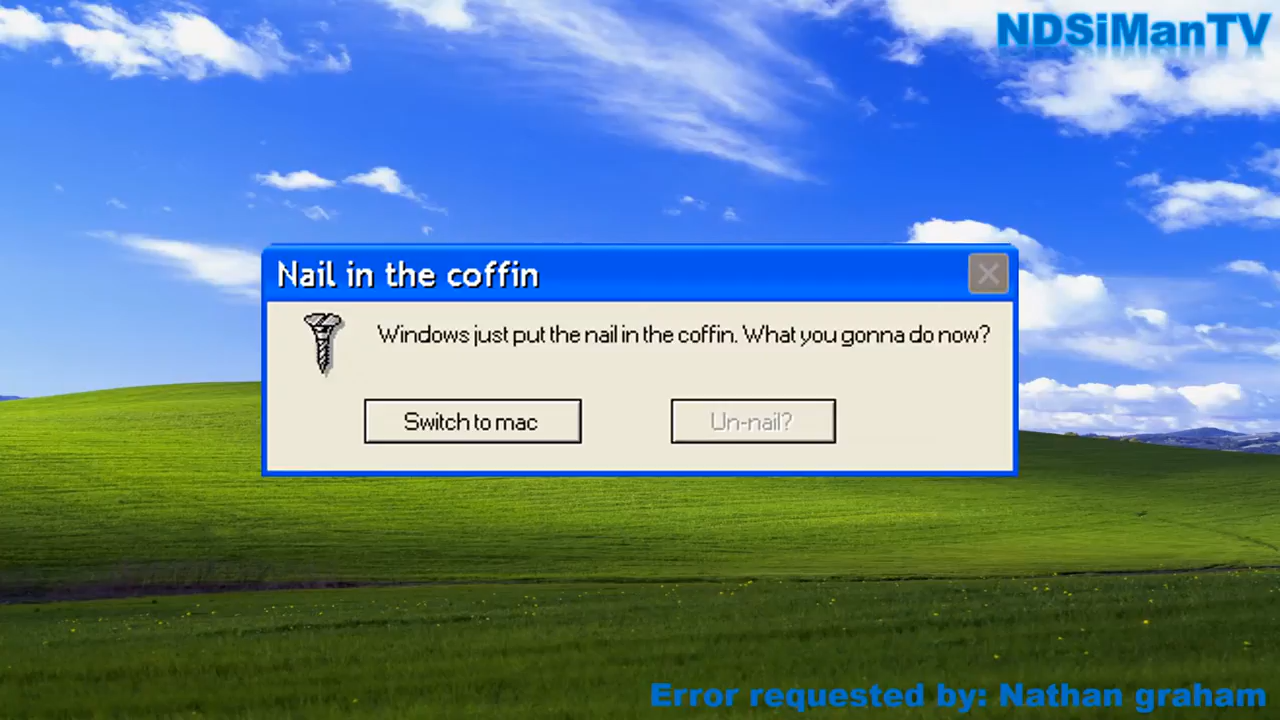 NDSiManTV
Nail in the coffin
Windows just put the nail in the coffin. What you gonna do now?
Switch to mac
Un-nail?
Error requested by: Nathan graham